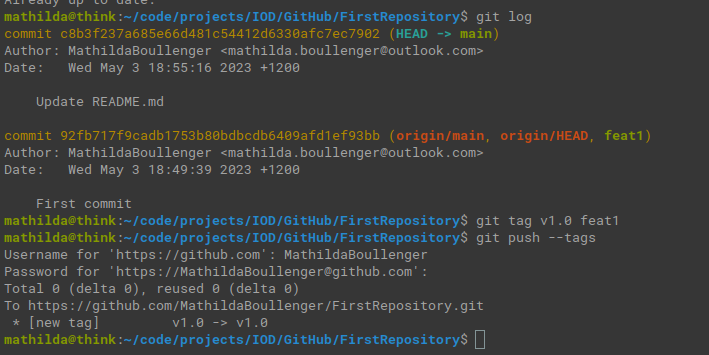 Already up to date.
mathilda@think:~/code/projects/IOD/GitHub/FirstRepository$ git log
commit c8b3f237a685e66d481c54412d6330afc7ec7902 (HEAD -> main)
Author: MathildaBoullenger <mathilda.boullenger@outlook.com>
Date:   Wed May 3 18:55:16 2023 +1200
    Update README.md
commit 92fb717f9cadb1753b80bdbcdb6409afd1ef93bb (origin/main, origin/HEAD, feat1)
Author: MathildaBoullenger <mathilda.boullenger@outlook.com>
Date:   Wed May 3 18:49:39 2023 +1200
    First commit
mathilda@think:~/code/projects/IOD/GitHub/FirstRepository$ git tag v1.0 feat1
mathilda@think:~/code/projects/IOD/GitHub/FirstRepository$ git push --tags
Username for 'https://github.com': MathildaBoullenger
Password for 'https://MathildaBoullenger@github.com':
Total 0 (delta 0), reused 0 (delta 0)
To https://github.com/MathildaBoullenger/FirstRepository.git
 * [new tag]         v1.0 -> v1.0
mathilda@think:~/code/projects/IOD/GitHub/FirstRepository$